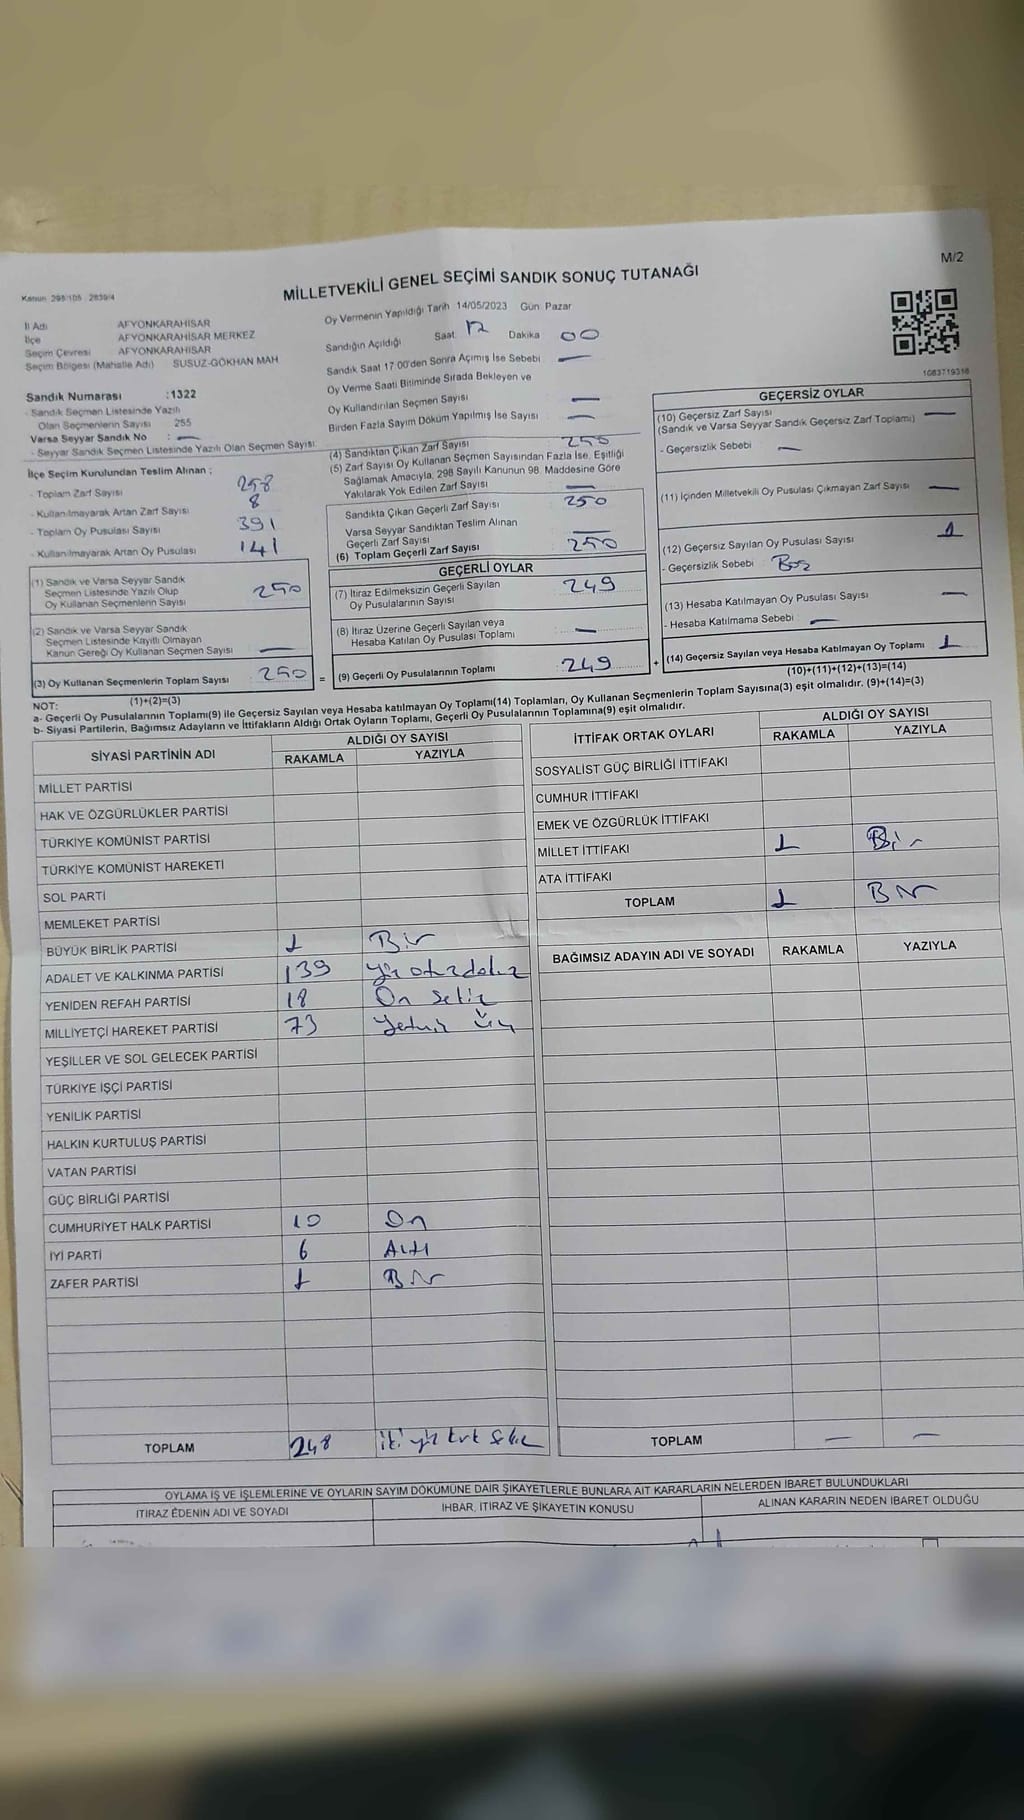 M/2
Kanun 298/105 2839/4
MİLLETVEKİLİ GENEL SEÇİMİ SANDIK SONUÇ TUTANAĞI
İl Adı AFYONKARAHİSAR
İlçe AFYONKARAHİSAR MERKEZ
Seçim Çevresi AFYONKARAHİSAR
Seçim Bölgesi (Mahalle Adı) SUSUZ-GÖKHAN MAH
Sandık Numarası :1322
- Sandık Seçmen Listesinde Yazılı
Olan Seçmenlerin Sayısı 255
Varsa Seyyar Sandık No : —
- Seyyar Sandık Seçmen Listesinde Yazılı Olan Seçmen Sayısı:
İlçe Seçim Kurulundan Teslim Alınan ;
- Toplam Zarf Sayısı 258
- Kullanılmayarak Artan Zarf Sayısı 8
- Toplam Oy Pusulası Sayısı 391
- Kullanılmayarak Artan Oy Pusulası 141
(1) Sandık ve Varsa Seyyar Sandık
Seçmen Listesinde Yazılı Olup
Oy Kullanan Seçmenlerin Sayısı 250
(2) Sandık ve Varsa Seyyar Sandık
Seçmen Listesinde Kayıtlı Olmayan
Kanun Gereği Oy Kullanan Seçmen Sayısı —
(3) Oy Kullanan Seçmenlerin Toplam Sayısı : 250 =
(1)+(2)=(3)
Oy Vermenin Yapıldığı Tarih 14/05/2023 Gün: Pazar
Sandığın Açıldığı Saat 17 Dakika 00
Sandık Saat 17:00'den Sonra Açımış İse Sebebi —
Oy Verme Saati Bitiminde Sırada Bekleyen ve
Oy Kullandırılan Seçmen Sayısı —
Birden Fazla Sayım Döküm Yapılmış İse Sayısı —
(4) Sandıktan Çıkan Zarf Sayısı 250
(5) Zarf Sayısı Oy Kullanan Seçmen Sayısından Fazla İse, Eşitliği
Sağlamak Amacıyla, 298 Sayılı Kanunun 98. Maddesine Göre
Yakılarak Yok Edilen Zarf Sayısı —
Sandıkta Çıkan Geçerli Zarf Sayısı 250
Varsa Seyyar Sandıktan Teslim Alınan
Geçerli Zarf Sayısı —
(6) Toplam Geçerli Zarf Sayısı 250
GEÇERLİ OYLAR
(7) İtiraz Edilmeksizin Geçerli Sayılan
Oy Pusulalarının Sayısı 249
(8) İtiraz Üzerine Geçerli Sayılan veya
Hesaba Katılan Oy Pusulası Toplamı : —
(9) Geçerli Oy Pusulalarının Toplamı 249 +
1083719316
GEÇERSİZ OYLAR
(10) Geçersiz Zarf Sayısı —
(Sandık ve Varsa Seyyar Sandık Geçersiz Zarf Toplamı)
- Geçersizlik Sebebi : —
(11) İçinden Milletvekili Oy Pusulası Çıkmayan Zarf Sayısı —
(12) Geçersiz Sayılan Oy Pusulası Sayısı 1
- Geçersizlik Sebebi : Boş
(13) Hesaba Katılmayan Oy Pusulası Sayısı —
- Hesaba Katılmama Sebebi : —
(14) Geçersiz Sayılan veya Hesaba Katılmayan Oy Toplamı 1
(10)+(11)+(12)+(13)=(14)
NOT:
a- Geçerli Oy Pusulalarının Toplamı(9) ile Geçersiz Sayılan veya Hesaba katılmayan Oy Toplamı(14) Toplamları, Oy Kullanan Seçmenlerin Toplam Sayısına(3) eşit olmalıdır. (9)+(14)=(3)
b- Siyasi Partilerin, Bağımsız Adayların ve İttifakların Aldığı Ortak Oyların Toplamı, Geçerli Oy Pusulalarının Toplamına(9) eşit olmalıdır.
SİYASİ PARTİNİN ADI ALDIĞI OY SAYISI
RAKAMLA YAZIYLA
MİLLET PARTİSİ
HAK VE ÖZGÜRLÜKLER PARTİSİ
TÜRKİYE KOMÜNİST PARTİSİ
TÜRKİYE KOMÜNİST HAREKETİ
SOL PARTİ
MEMLEKET PARTİSİ
BÜYÜK BİRLİK PARTİSİ 1 Bir
ADALET VE KALKINMA PARTİSİ 139 yüz otuzdokuz
YENİDEN REFAH PARTİSİ 18 On sekiz
MİLLİYETÇİ HAREKET PARTİSİ 73 yetmiş üç
YEŞİLLER VE SOL GELECEK PARTİSİ
TÜRKİYE İŞÇİ PARTİSİ
YENİLİK PARTİSİ
HALKIN KURTULUŞ PARTİSİ
VATAN PARTİSİ
GÜÇ BİRLİĞİ PARTİSİ
CUMHURİYET HALK PARTİSİ 10 On
İYİ PARTİ 6 Altı
ZAFER PARTİSİ 1 Bir
TOPLAM 248 iki yüz kırk sekiz
İTTİFAK ORTAK OYLARI ALDIĞI OY SAYISI
RAKAMLA YAZIYLA
SOSYALİST GÜÇ BİRLİĞİ İTTİFAKI
CUMHUR İTTİFAKI
EMEK VE ÖZGÜRLÜK İTTİFAKI
MİLLET İTTİFAKI 1 Bir
ATA İTTİFAKI
TOPLAM 1 Bir
BAĞIMSIZ ADAYIN ADI VE SOYADI RAKAMLA YAZIYLA
TOPLAM — —
OYLAMA İŞ VE İŞLEMLERİNE VE OYLARIN SAYIM DÖKÜMÜNE DAİR ŞİKAYETLERLE BUNLARA AİT KARARLARIN NELERDEN İBARET BULUNDUKLARI
İTİRAZ EDENİN ADI VE SOYADI İHBAR, İTİRAZ VE ŞİKAYETİN KONUSU ALINAN KARARIN NEDEN İBARET OLDUĞU